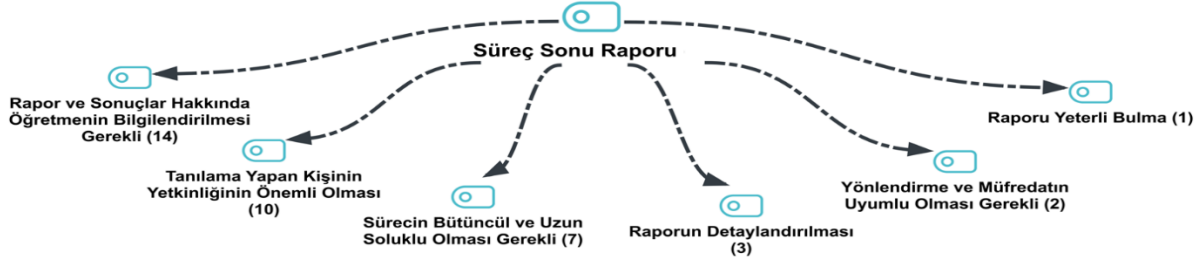 Süreç Sonu Raporu
Rapor ve Sonuçlar Hakkında
Öğretmenin Bilgilendirilmesi
Gerekli (14)
Tanılama Yapan Kişinin
Yetkinliğinin Önemli Olması
(10)
Sürecin Bütüncül ve Uzun
Soluklu Olması Gerekli (7)
Raporun Detaylandırılması
(3)
Yönlendirme ve Müfredatın
Uyumlu Olması Gerekli (2)
Raporu Yeterli Bulma (1)